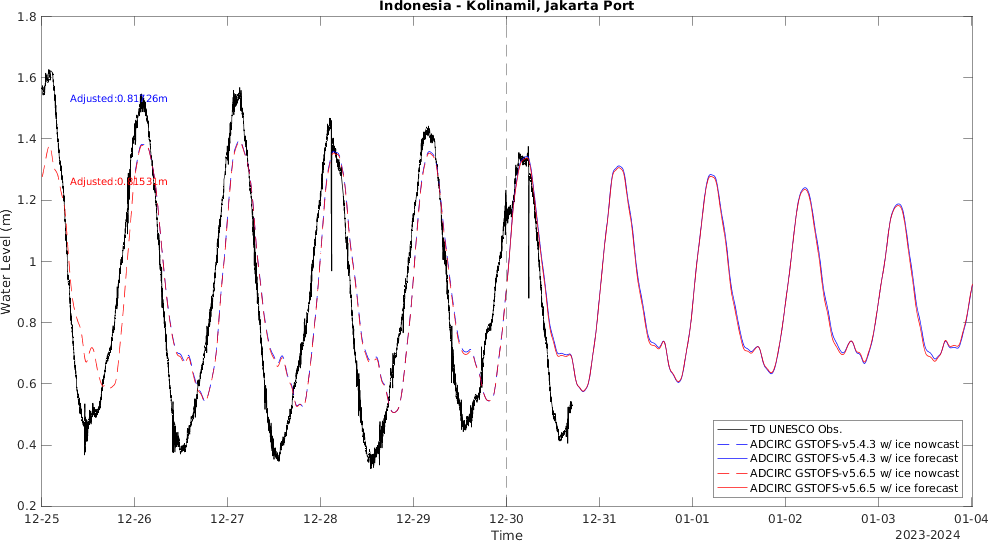 Indonesia - Kolinamil, Jakarta Port
1.8
1.6
1.4
1.2
1
0.8
0.6
0.4
0.2
Water Level (m)
TD UNESCO Obs.
ADCIRC GSTOFS-v5.4.3 w/ ice nowcast
ADCIRC GSTOFS-v5.4.3 w/ ice forecast
ADCIRC GSTOFS-v5.6.5 w/ ice nowcast
ADCIRC GSTOFS-v5.6.5 w/ ice forecast
12-25 12-26 12-27 12-28 12-29 12-30 12-31 01-01 01-02 01-03 01-04
Time
2023-2024